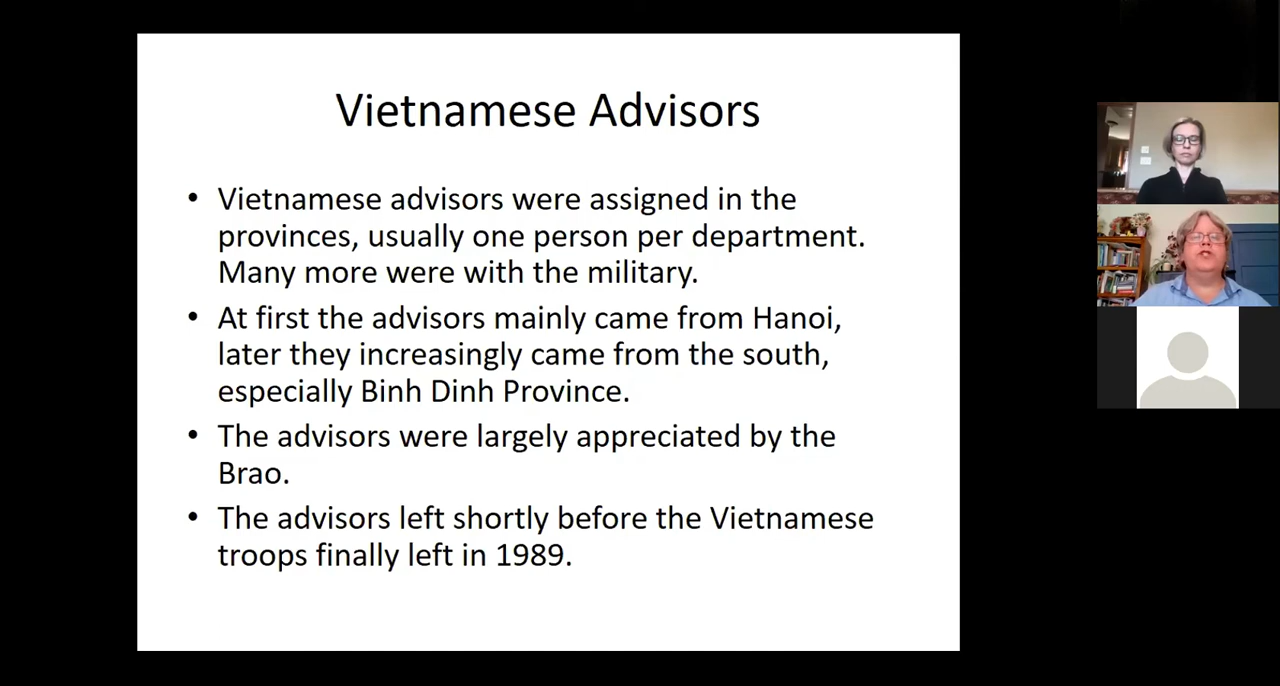 Vietnamese Advisors
• Vietnamese advisors were assigned in the
provinces, usually one person per department.
Many more were with the military.
• At first the advisors mainly came from Hanoi,
later they increasingly came from the south,
especially Binh Dinh Province.
• The advisors were largely appreciated by the
Brao.
• The advisors left shortly before the Vietnamese
troops finally left in 1989.